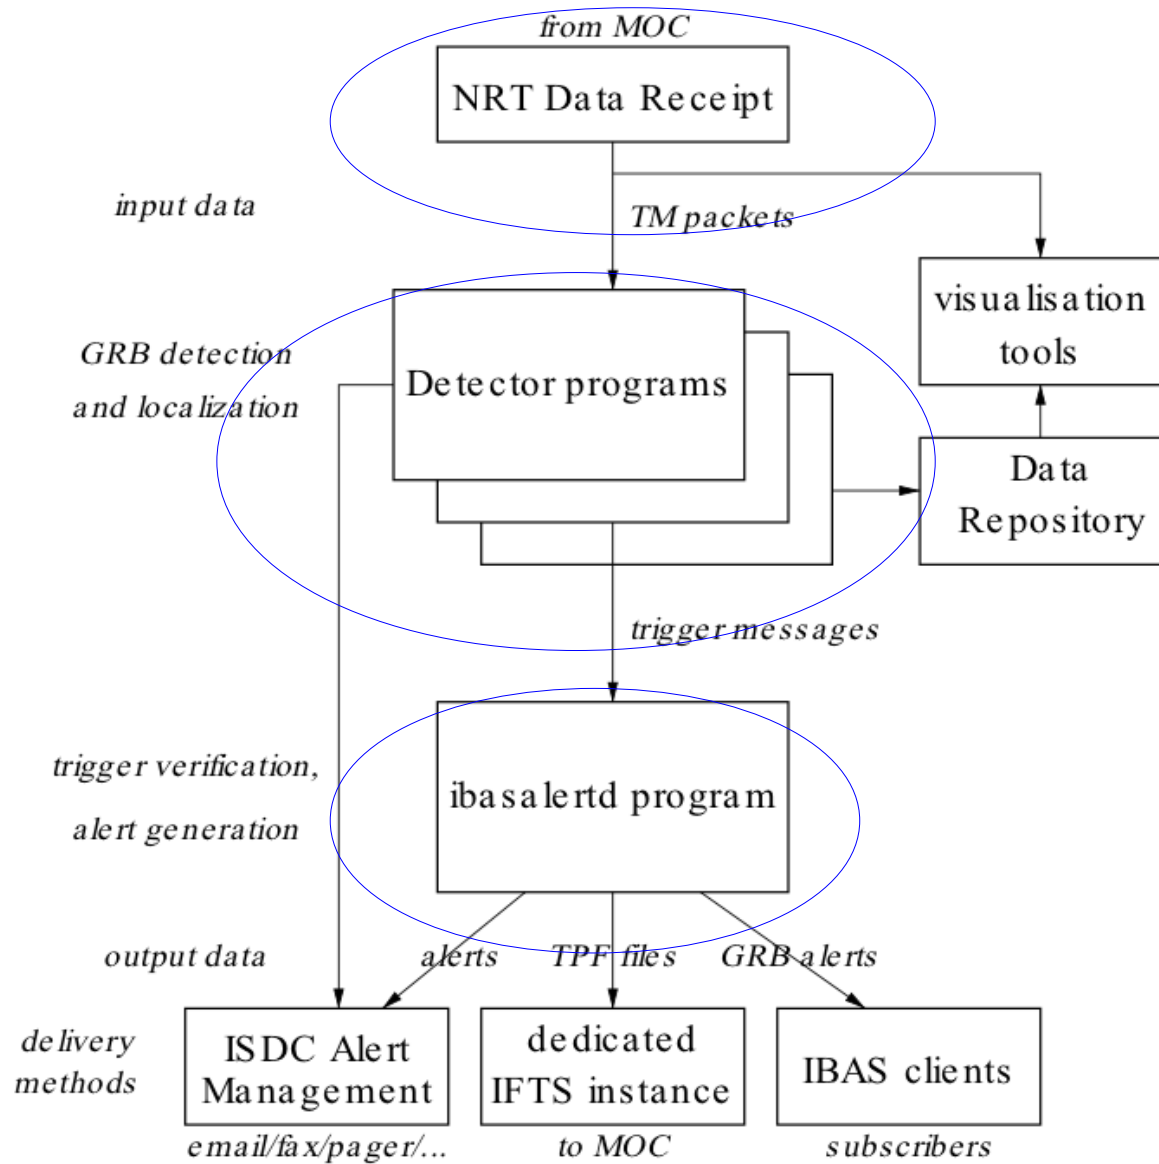 from MOC
NRT Data Receipt
input data
TM packets
visualisation
tools
GRB detection
and localization
Detector programs
Data
Repository
trigger messages
trigger verification,
alert generation
ibasalertd program
output data
alerts
TPF files
GRB alerts
delivery
methods
ISDC Alert
Management
dedicated
IFTS instance
IBAS clients
email/fax/pager/...
to MOC
subscribers